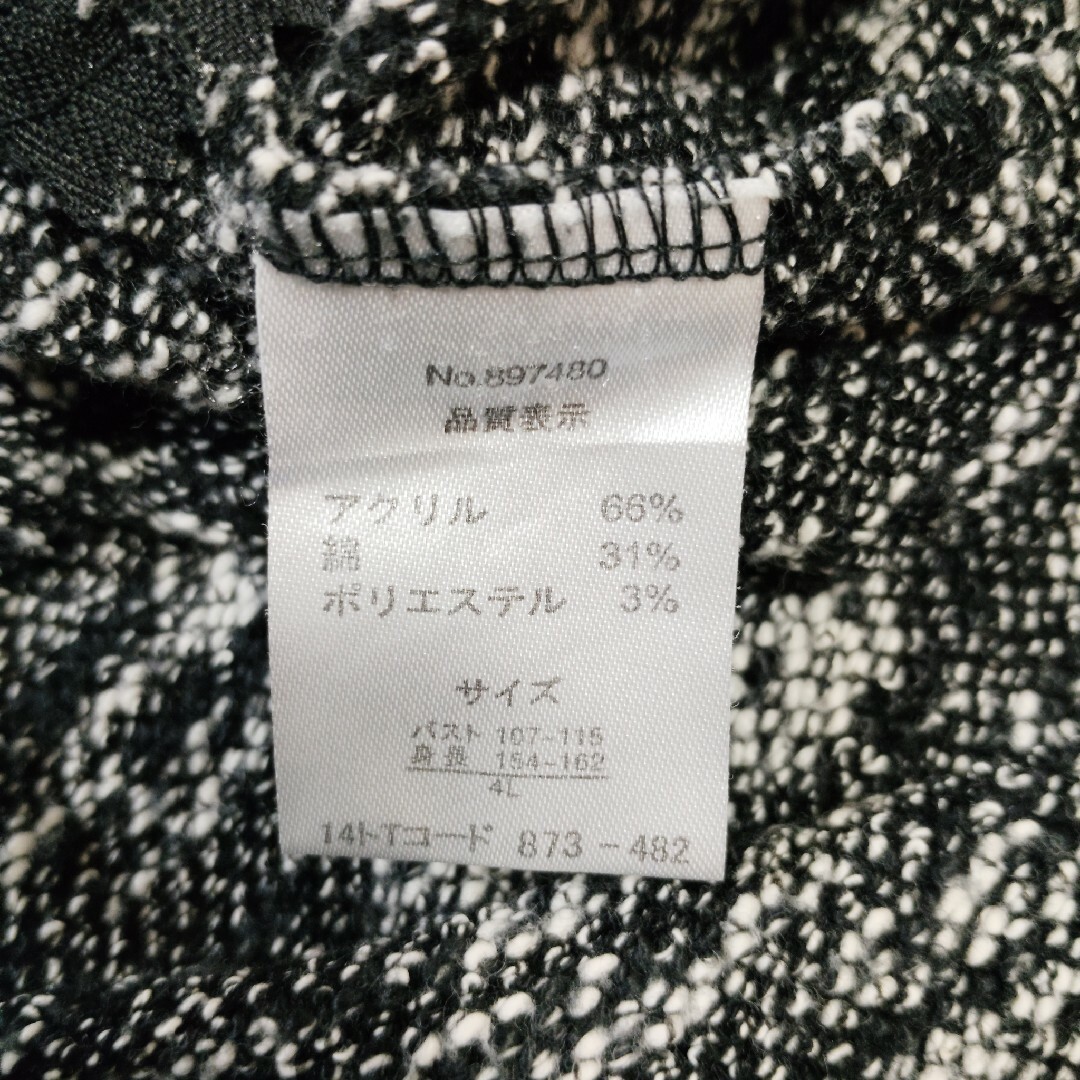 No.897480
品質表示
アクリル 66%
綿 31%
ポリエステル 3%
サイズ
バスト 107-115
身長 154-162
4L
14トTコード 873-482